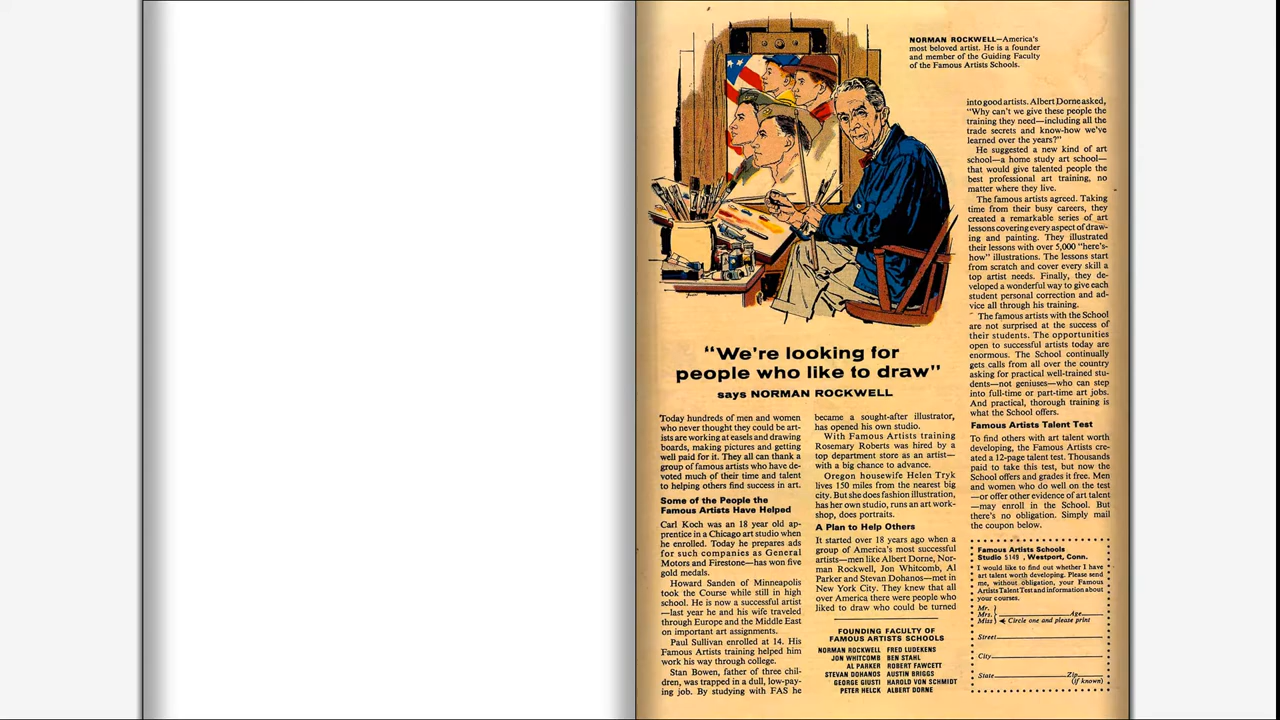 NORMAN ROCKWELL—America's
most beloved artist. He is a founder
and member of the Guiding Faculty
of the Famous Artists Schools.
"We're looking for
people who like to draw"
says NORMAN ROCKWELL
Today hundreds of men and women
who never thought they could be art-
ists are working at easels and drawing
boards, making pictures and getting
well paid for it. They all can thank a
group of famous artists who have de-
voted much of their time and talent
to helping others find success in art.
Some of the People the
Famous Artists Have Helped
Carl Koch was an 18 year old ap-
prentice in a Chicago art studio when
he enrolled. Today he prepares ads
for such companies as General
Motors and Firestone—has won five
gold medals.
Howard Sanden of Minneapolis
took the Course while still in high
school. He is now a successful artist
—last year he and his wife traveled
through Europe and the Middle East
on important art assignments.
Paul Sullivan enrolled at 14. His
Famous Artists training helped him
work his way through college.
Stan Bowen, father of three chil-
dren, was trapped in a dull, low-pay-
ing job. By studying with FAS he
became a sought-after illustrator,
has opened his own studio.
With Famous Artists training
Rosemary Roberts was hired by a
top department store as an artist—
with a big chance to advance.
Oregon housewife Helen Tryk
lives 150 miles from the nearest big
city. But she does fashion illustration,
has her own studio, runs an art work-
shop, does portraits.
A Plan to Help Others
It started over 18 years ago when a
group of America's most successful
artists—men like Albert Dorne, Nor-
man Rockwell, Jon Whitcomb, Al
Parker and Stevan Dohanos—met in
New York City. They knew that all
over America there were people who
liked to draw who could be turned
FOUNDING FACULTY OF
FAMOUS ARTISTS SCHOOLS
NORMAN ROCKWELL FRED LUDEKENS
JON WHITCOMB BEN STAHL
AL PARKER ROBERT FAWCETT
STEVAN DOHANOS AUSTIN BRIGGS
GEORGE GIUSTI HAROLD VON SCHMIDT
PETER HELCK ALBERT DORNE
into good artists. Albert Dorne asked,
"Why can't we give these people the
training they need—including all the
trade secrets and know-how we've
learned over the years?"
He suggested a new kind of art
school—a home study art school—
that would give talented people the
best professional art training, no
matter where they live.
The famous artists agreed. Taking
time from their busy careers, they
created a remarkable series of art
lessons covering every aspect of draw-
ing and painting. They illustrated
their lessons with over 5,000 "here's-
how" illustrations. The lessons start
from scratch and cover every skill a
top artist needs. Finally, they de-
veloped a wonderful way to give each
student personal correction and ad-
vice all through his training.
The famous artists with the School
are not surprised at the success of
their students. The opportunities
open to successful artists today are
enormous. The School continually
gets calls from all over the country
asking for practical well-trained stu-
dents—not geniuses—who can step
into full-time or part-time art jobs.
And practical, thorough training is
what the School offers.
Famous Artists Talent Test
To find others with art talent worth
developing, the Famous Artists cre-
ated a 12-page talent test. Thousands
paid to take this test, but now the
School offers and grades it free. Men
and women who do well on the test
—or offer other evidence of art talent
—may enroll in the School. But
there's no obligation. Simply mail
the coupon below.
Famous Artists Schools
Studio 5149, Westport, Conn.
I would like to find out whether I have
art talent worth developing. Please send
me, without obligation, your Famous
Artists Talent Test and information about
your courses.
Mr.
Mrs. Age
Miss Circle one and please print
Street
City
State Zip
(if known)